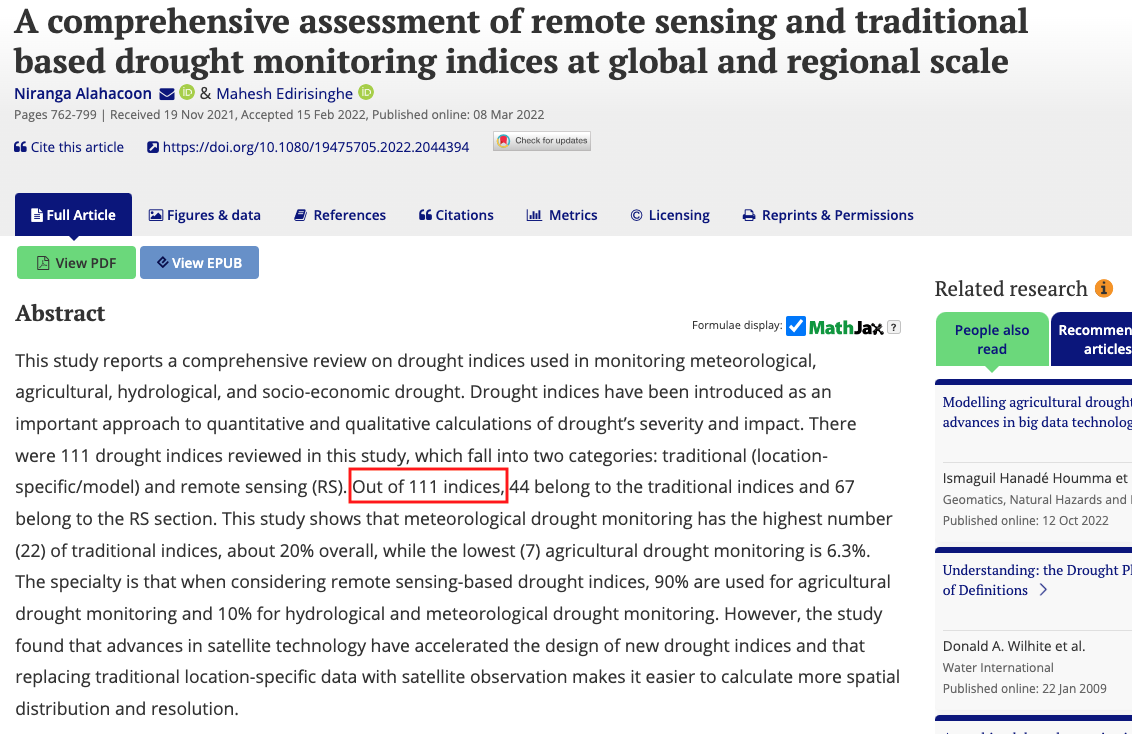 A comprehensive assessment of remote sensing and traditional
based drought monitoring indices at global and regional scale
Niranga Alahacoon iD & Mahesh Edirisinghe iD
Pages 762-799 | Received 19 Nov 2021, Accepted 15 Feb 2022, Published online: 08 Mar 2022
Cite this article https://doi.org/10.1080/19475705.2022.2044394 Check for updates
Full Article Figures & data References Citations Metrics Licensing Reprints & Permissions
View PDF View EPUB
Abstract
Formulae display: MathJax ?
This study reports a comprehensive review on drought indices used in monitoring meteorological,
agricultural, hydrological, and socio-economic drought. Drought indices have been introduced as an
important approach to quantitative and qualitative calculations of drought’s severity and impact. There
were 111 drought indices reviewed in this study, which fall into two categories: traditional (location-
specific/model) and remote sensing (RS). Out of 111 indices, 44 belong to the traditional indices and 67
belong to the RS section. This study shows that meteorological drought monitoring has the highest number
(22) of traditional indices, about 20% overall, while the lowest (7) agricultural drought monitoring is 6.3%.
The specialty is that when considering remote sensing-based drought indices, 90% are used for agricultural
drought monitoring and 10% for hydrological and meteorological drought monitoring. However, the study
found that advances in satellite technology have accelerated the design of new drought indices and that
replacing traditional location-specific data with satellite observation makes it easier to calculate more spatial
distribution and resolution.
Related research i
People also
read
Recommen
articles
Modelling agricultural drought
advances in big data technolog
Ismaguil Hanadé Houmma et
Geomatics, Natural Hazards and
Published online: 12 Oct 2022
Understanding: the Drought Pl
of Definitions
Donald A. Wilhite et al.
Water International
Published online: 22 Jan 2009